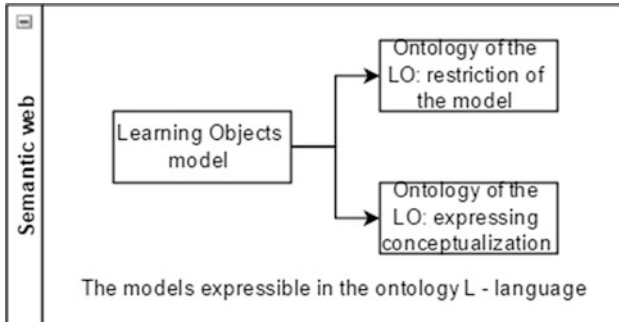 Semantic web
Learning Objects
model
Ontology of the
LO: restriction of
the model
Ontology of the
LO: expressing
conceptualization
The models expressible in the ontology L - language